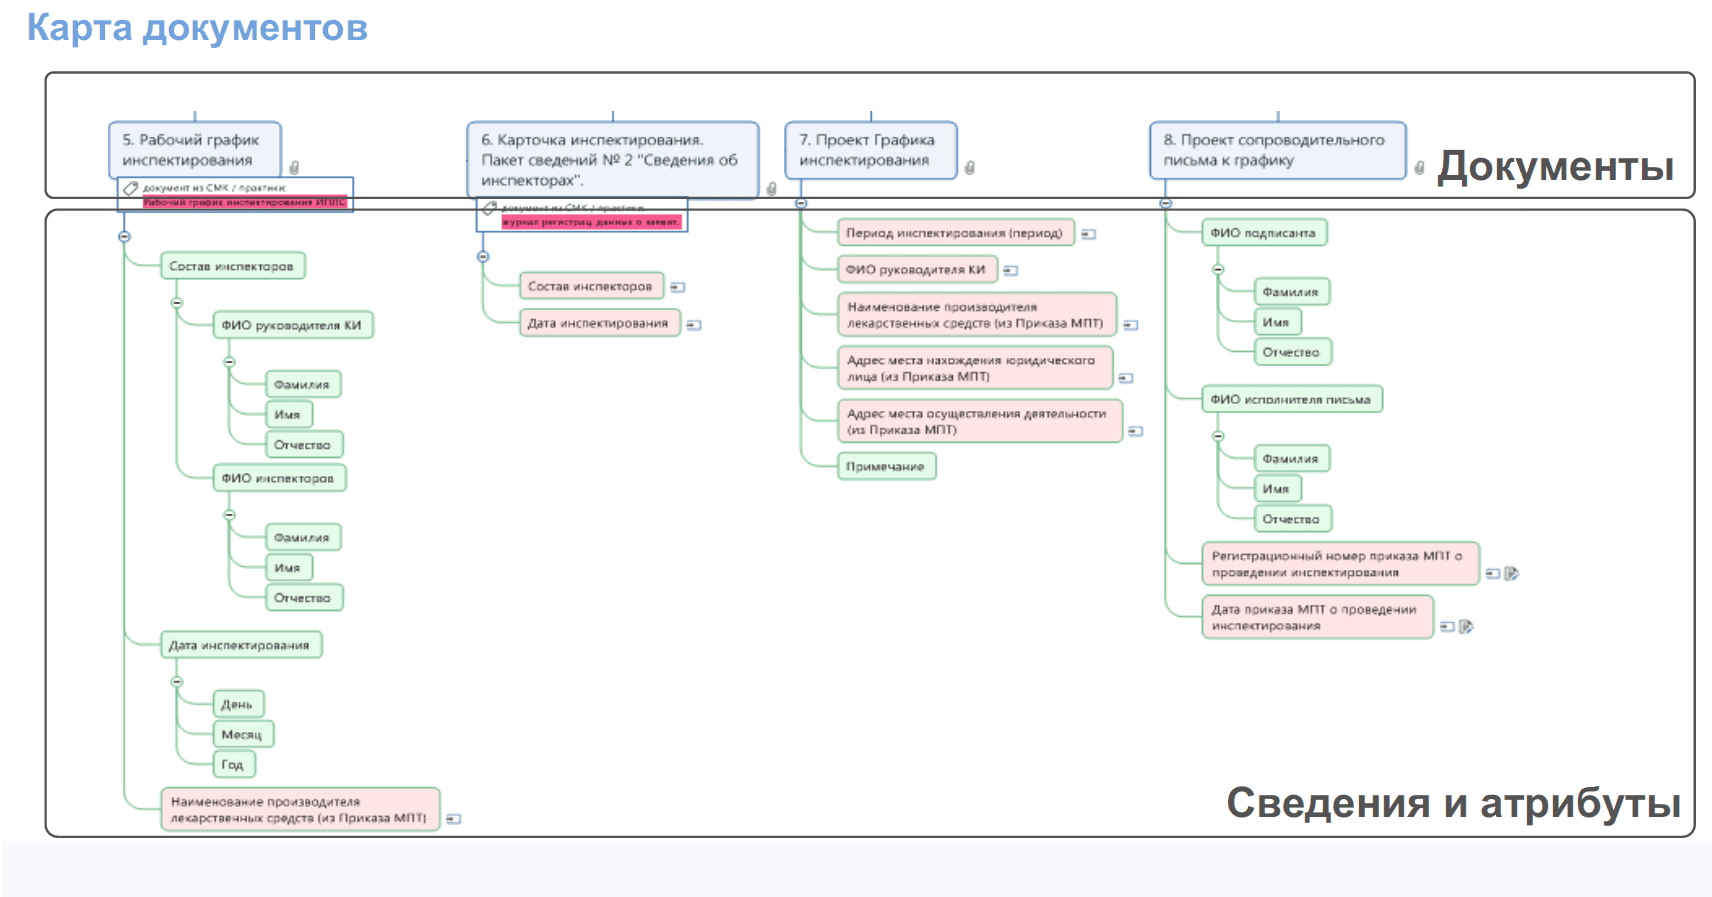 Карта документов
5. Рабочий график
инспектирования
документ из СМК / практики:
Рабочий график инспектирования ИПЛС
6. Карточка инспектирования.
Пакет сведений № 2 "Сведения об
инспекторах".
документ из СМК / практики:
журнал регистрац. данных о заявит.
7. Проект Графика
инспектирования
8. Проект сопроводительного
письма к графику
Документы
Состав инспекторов
ФИО руководителя КИ
Фамилия
Имя
Отчество
ФИО инспекторов
Фамилия
Имя
Отчество
Дата инспектирования
День
Месяц
Год
Наименование производителя
лекарственных средств (из Приказа МПТ)
Состав инспекторов
Дата инспектирования
Период инспектирования (период)
ФИО руководителя КИ
Наименование производителя
лекарственных средств (из Приказа МПТ)
Адрес места нахождения юридического
лица (из Приказа МПТ)
Адрес места осуществления деятельности
(из Приказа МПТ)
Примечание
ФИО подписанта
Фамилия
Имя
Отчество
ФИО исполнителя письма
Фамилия
Имя
Отчество
Регистрационный номер приказа МПТ о
проведении инспектирования
Дата приказа МПТ о проведении
инспектирования
Сведения и атрибуты